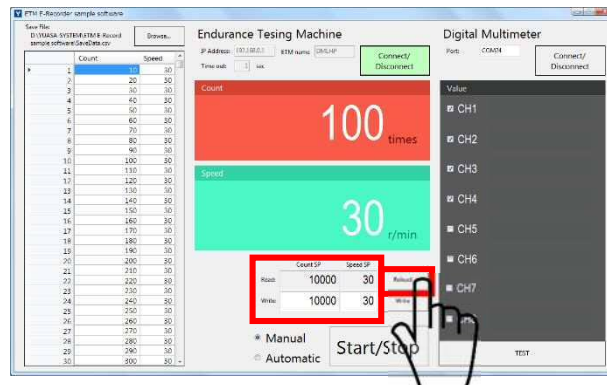 ETM E-Recorder sample software
Save File:
D:\YUASA-SYSTEM\ETM E-Record
sample software\SaveData.csv
Browse...
Count Speed
1 10 30
2 20 30
3 30 30
4 40 30
5 50 30
6 60 30
7 70 30
8 80 30
9 90 30
10 100 30
11 110 30
12 120 30
13 130 30
14 140 30
15 150 30
16 160 30
17 170 30
18 180 30
19 190 30
20 200 30
21 210 30
22 220 30
23 230 30
24 240 30
25 250 30
26 260 30
27 270 30
28 280 30
29 290 30
30 300 30
Endurance Tesing Machine
IP Address ETM name DMLHP
Time out: 1 sec
Connect/
Disconnect
Count
100 times
Speed
30 r/min
Count SP Speed SP
Read: 10000 30 Reload
Write: 10000 30 Write
Manual
Automatic
Start/Stop
Digital Multimeter
Port: COM24
Connect/
Disconnect
Value
CH1
CH2
CH3
CH4
CH5
CH6
CH7
TEST